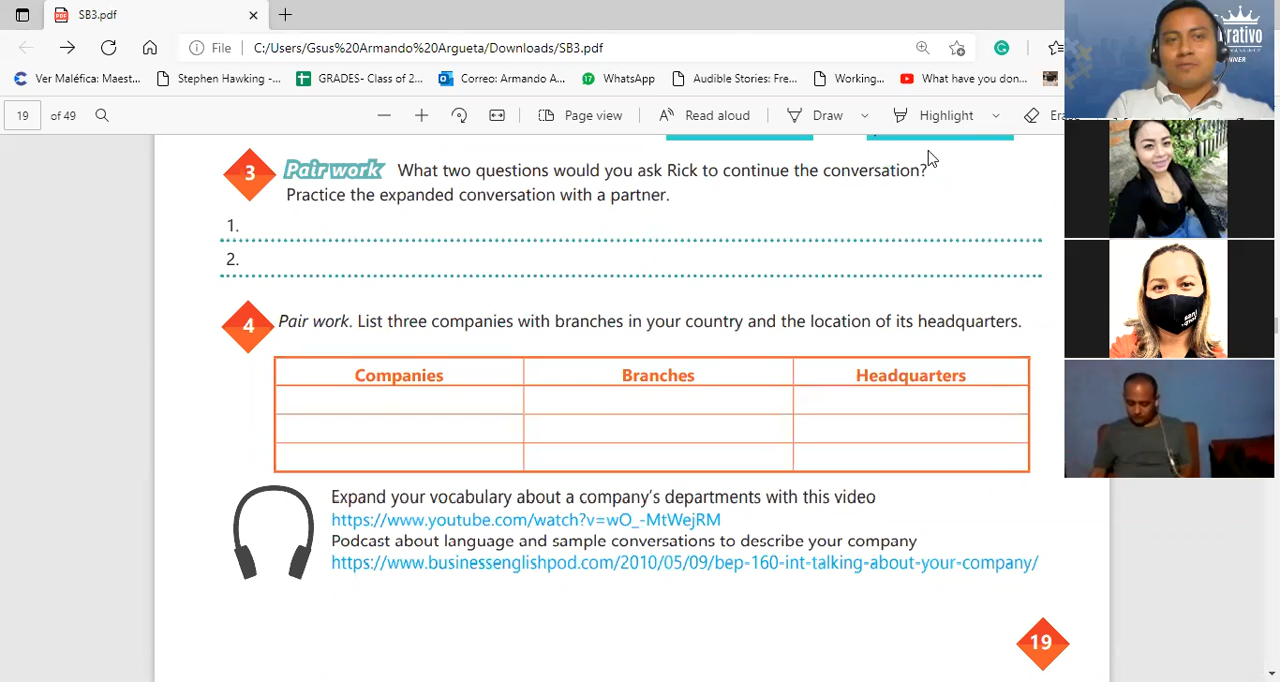 SB3.pdf
File C:/Users/Gsus%20Armando%20Argueta/Downloads/SB3.pdf
Ver Maléfica: Maest... Stephen Hawking -... GRADES- Class of 2... Correo: Armando A... WhatsApp Audible Stories: Fre... Working,... What have you don...
19 of 49 Page view Read aloud Draw Highlight Era
3 Pair work What two questions would you ask Rick to continue the conversation?
Practice the expanded conversation with a partner.
1.
2.
4 Pair work. List three companies with branches in your country and the location of its headquarters.
Companies Branches Headquarters
Expand your vocabulary about a company's departments with this video
https://www.youtube.com/watch?v=wO_-MtWejRM
Podcast about language and sample conversations to describe your company
https://www.businessenglishpod.com/2010/05/09/bep-160-int-talking-about-your-company/
19